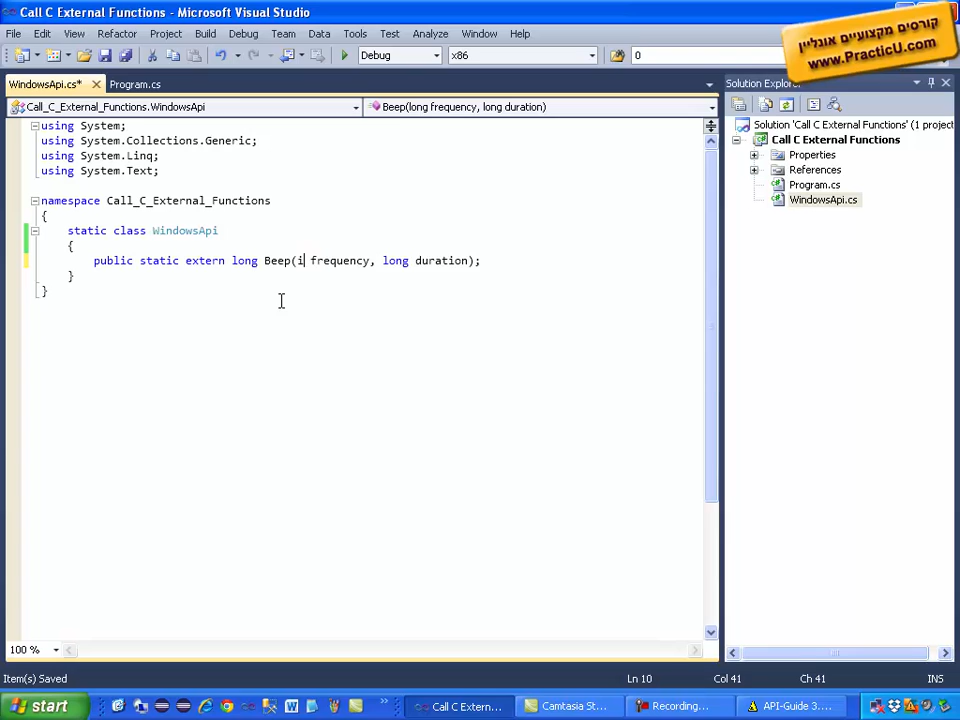 Call C External Functions - Microsoft Visual Studio
קורסים מקצועיים אונליין
www.PracticU.com
File Edit View Refactor Project Build Debug Team Data Tools Test Analyze Window Help
Debug x86 0
WindowsApi.cs* Program.cs
Solution Explorer
Call_C_External_Functions.WindowsApi Beep(long frequency, long duration)
using System;
using System.Collections.Generic;
using System.Linq;
using System.Text;
namespace Call_C_External_Functions
{
static class WindowsApi
{
public static extern long Beep(i frequency, long duration);
}
}
Solution 'Call C External Functions' (1 project
Call C External Functions
Properties
References
Program.cs
WindowsApi.cs
100 %
Item(s) Saved Ln 10 Col 41 Ch 41 INS
start Call C Extern... Camtasia St... Recording... API-Guide 3....